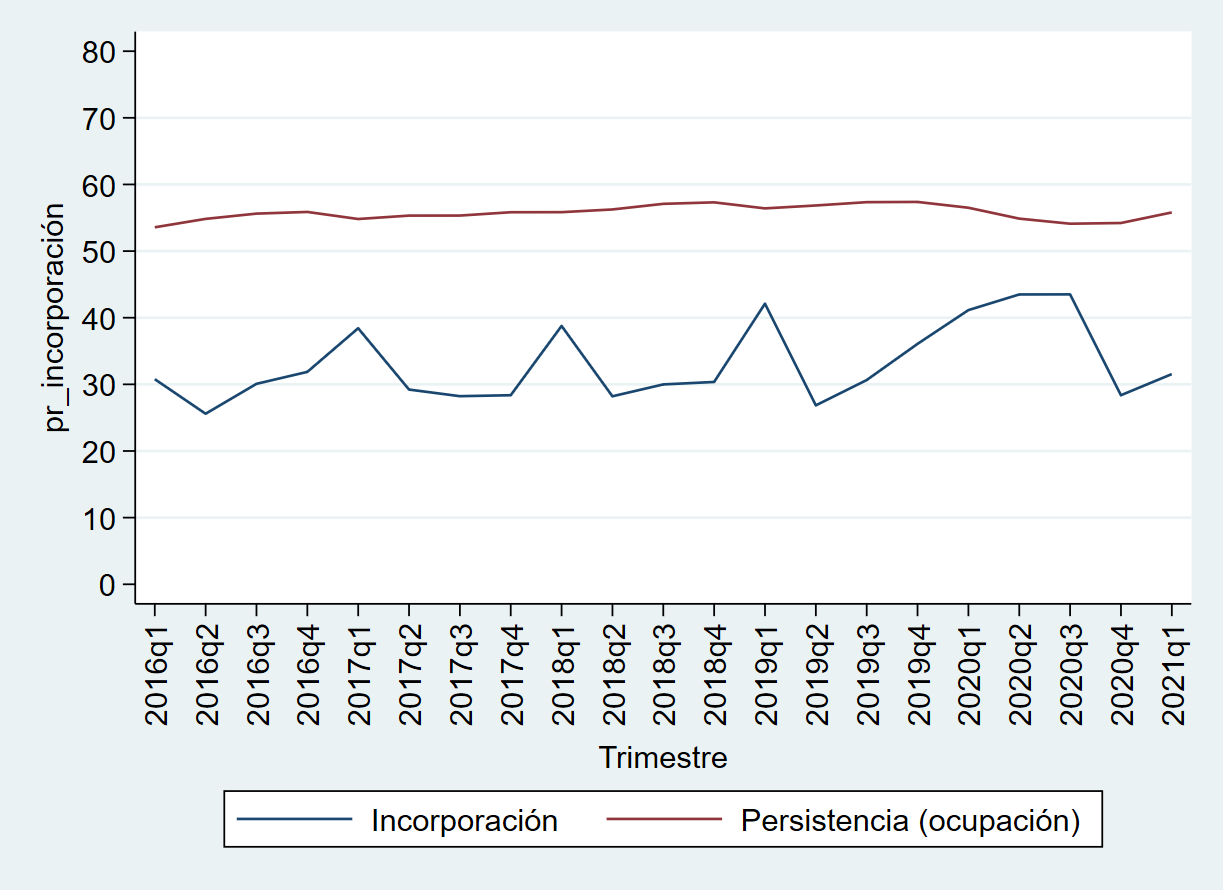 pr_incorporación
80
70
60
50
40
30
20
10
0
2016q1
2016q2
2016q3
2016q4
2017q1
2017q2
2017q3
2017q4
2018q1
2018q2
2018q3
2018q4
2019q1
2019q2
2019q3
2019q4
2020q1
2020q2
2020q3
2020q4
2021q1
Trimestre
Incorporación Persistencia (ocupación)